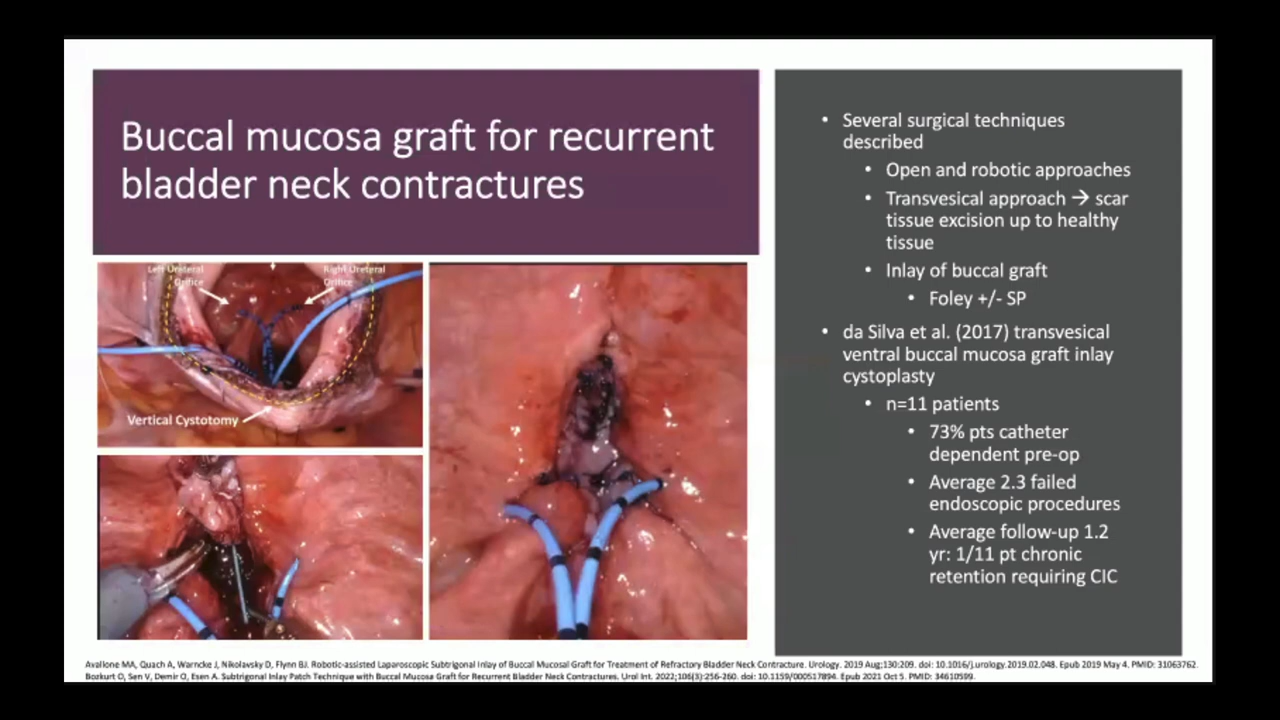 Buccal mucosa graft for recurrent
bladder neck contractures
Left Ureteral
Orifice
Right Ureteral
Orifice
Vertical Cystotomy
• Several surgical techniques
described
• Open and robotic approaches
• Transvesical approach → scar
tissue excision up to healthy
tissue
• Inlay of buccal graft
• Foley +/- SP
• da Silva et al. (2017) transvesical
ventral buccal mucosa graft inlay
cystoplasty
• n=11 patients
• 73% pts catheter
dependent pre-op
• Average 2.3 failed
endoscopic procedures
• Average follow-up 1.2
yr: 1/11 pt chronic
retention requiring CIC
Avallone MA, Quach A, Warncke J, Nikolavsky D, Flynn BJ. Robotic-assisted Laparoscopic Subtrigonal Inlay of Buccal Mucosal Graft for Treatment of Refractory Bladder Neck Contracture. Urology. 2019 Aug;130:209. doi: 10.1016/j.urology.2019.02.048. Epub 2019 May 4. PMID: 31063762.
Bozkurt O, Sen V, Demir O, Esen A. Subtrigonal Inlay Patch Technique with Buccal Mucosa Graft for Recurrent Bladder Neck Contractures. Urol Int. 2022;106(3):256-260. doi: 10.1159/000517894. Epub 2021 Oct 5. PMID: 34610599.